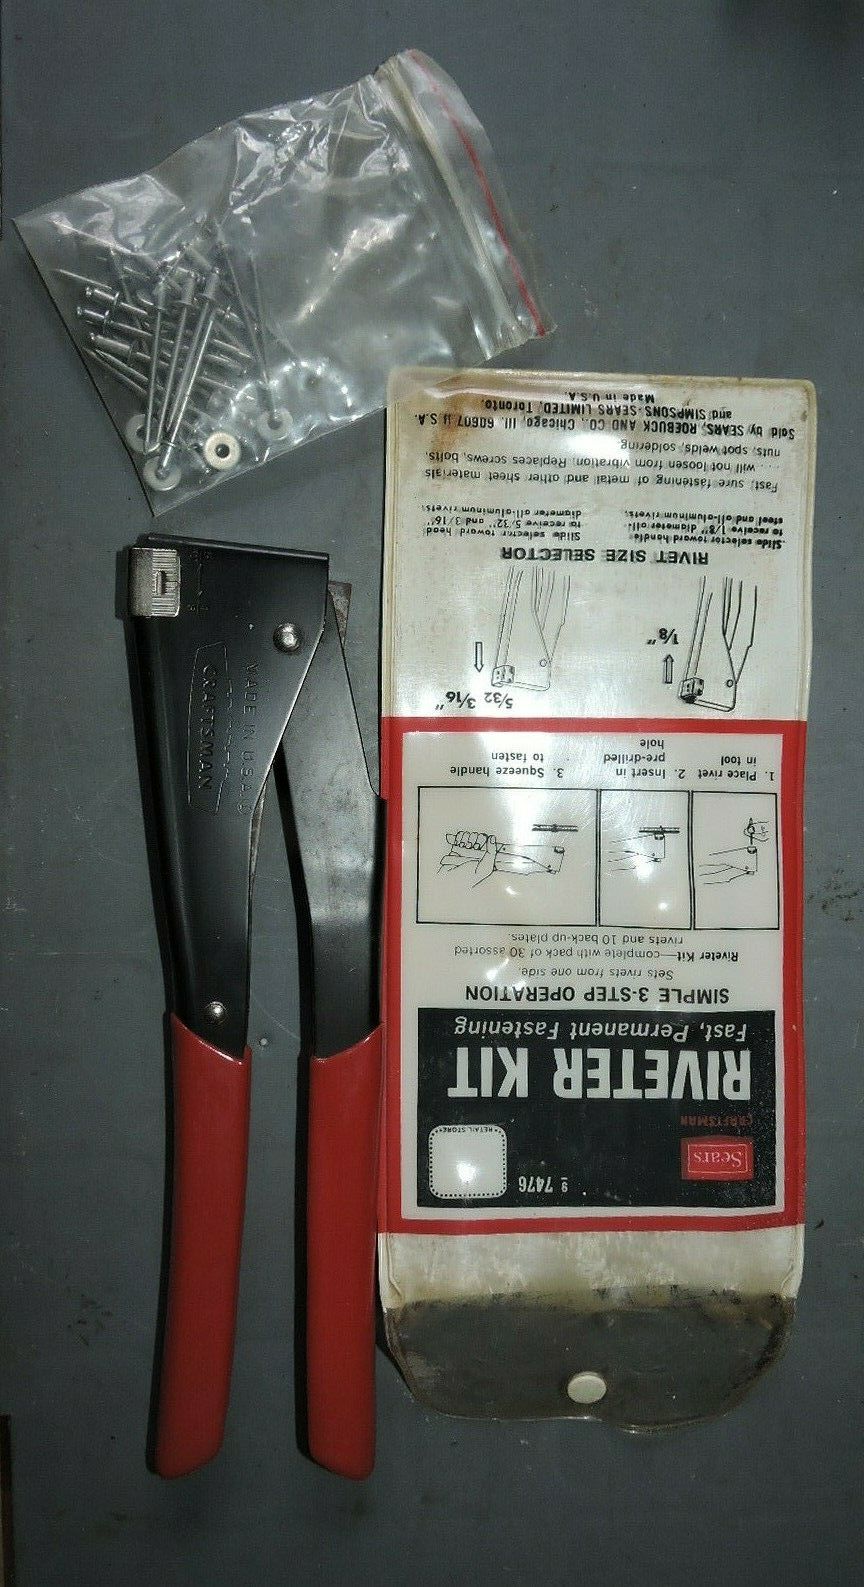 9 7476
RETAIL STORE
Sears
CRAFTSMAN
RIVETER KIT
Fast, Permanent Fastening
SIMPLE 3-STEP OPERATION
Sets rivets from one side.
Riveter Kit—complete with pack of 30 assorted
rivets and 10 back-up plates.
1. Place rivet
in tool
2. Insert in
pre-drilled
hole
3. Squeeze handle
to fasten
1/8"
5/32 3/16"
RIVET SIZE SELECTOR
Slide selector toward handle
to receive 1/8" diameter all-
steel and all-aluminum rivets.
Slide selector toward head
to receive 5/32" and 3/16"
diameter all-aluminum rivets.
Fast, sure fastening of metal and other sheet materials
. . . . will not loosen from vibration. Replaces screws, bolts,
nuts, spot welds, soldering
Sold by SEARS, ROEBUCK AND CO., Chicago, Ill. 60607 U.S.A.
and SIMPSONS-SEARS LIMITED, Toronto.
Made in U.S.A.
CRAFTSMAN
MADE IN U.S.A.